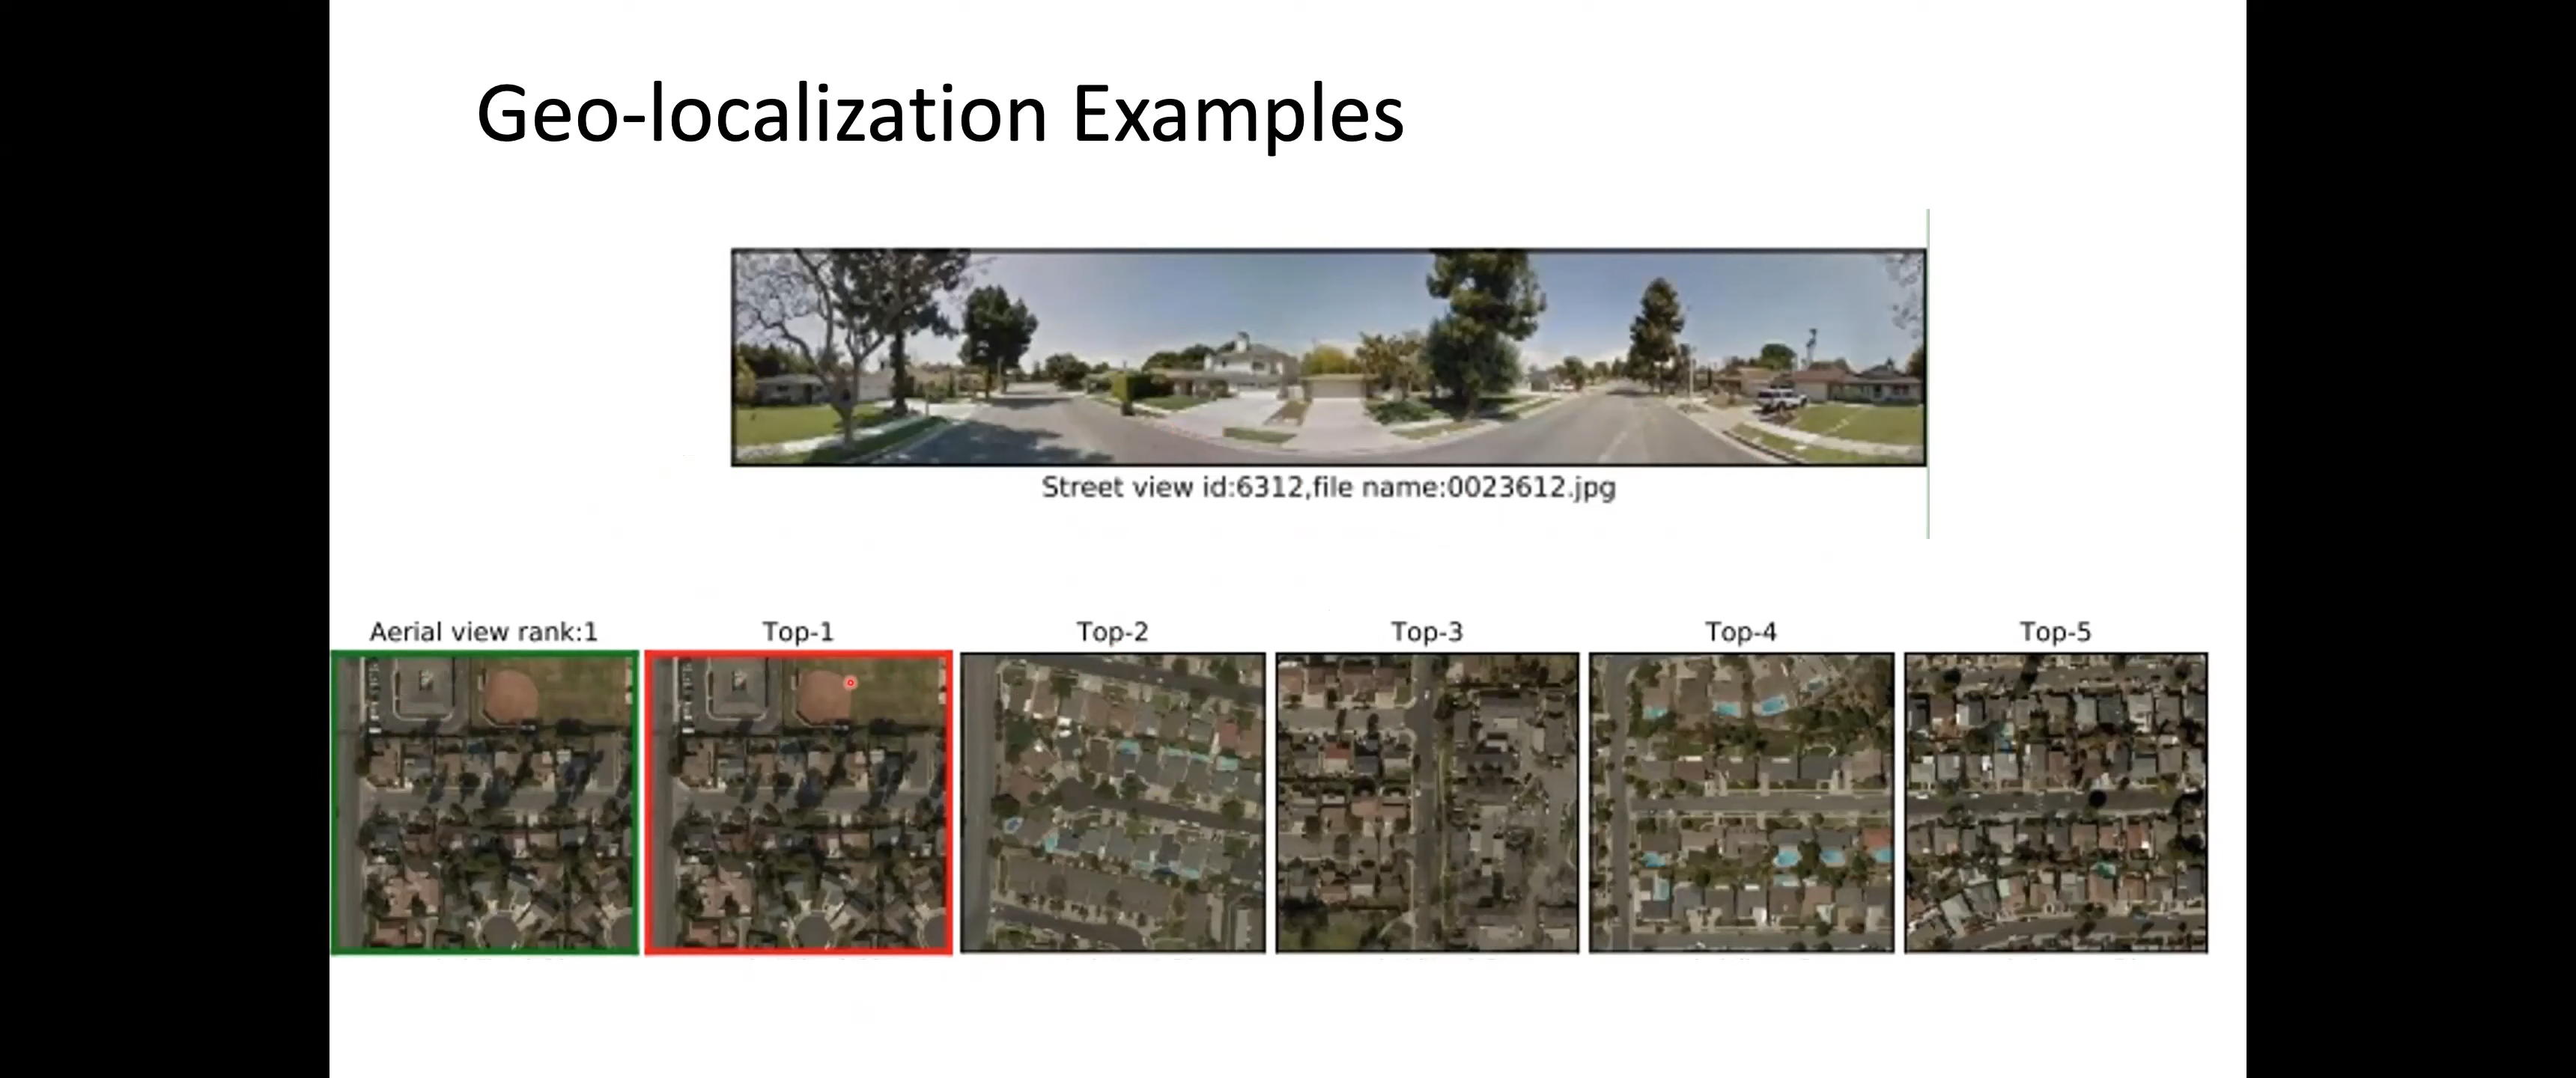 Geo-localization Examples
Street view id:6312,file name:0023612.jpg
Aerial view rank:1
Top-1
Top-2
Top-3
Top-4
Top-5